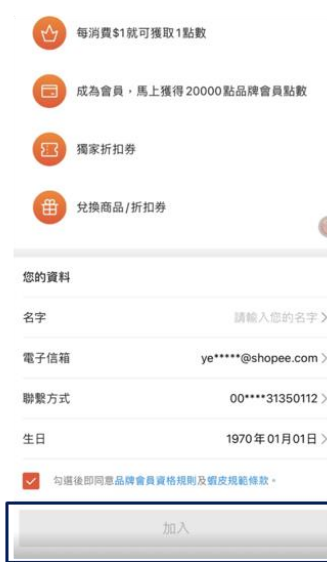 每消費$1就可獲取1點數
成為會員，馬上獲得20000點品牌會員點數
獨家折扣券
兌換商品/折扣券
您的資料
名字 請輸入您的名字 >
電子信箱 ye*****@shopee.com >
聯繫方式 00****31350112 >
生日 1970年01月01日 >
勾選後即同意品牌會員資格規則及蝦皮規範條款。
加入